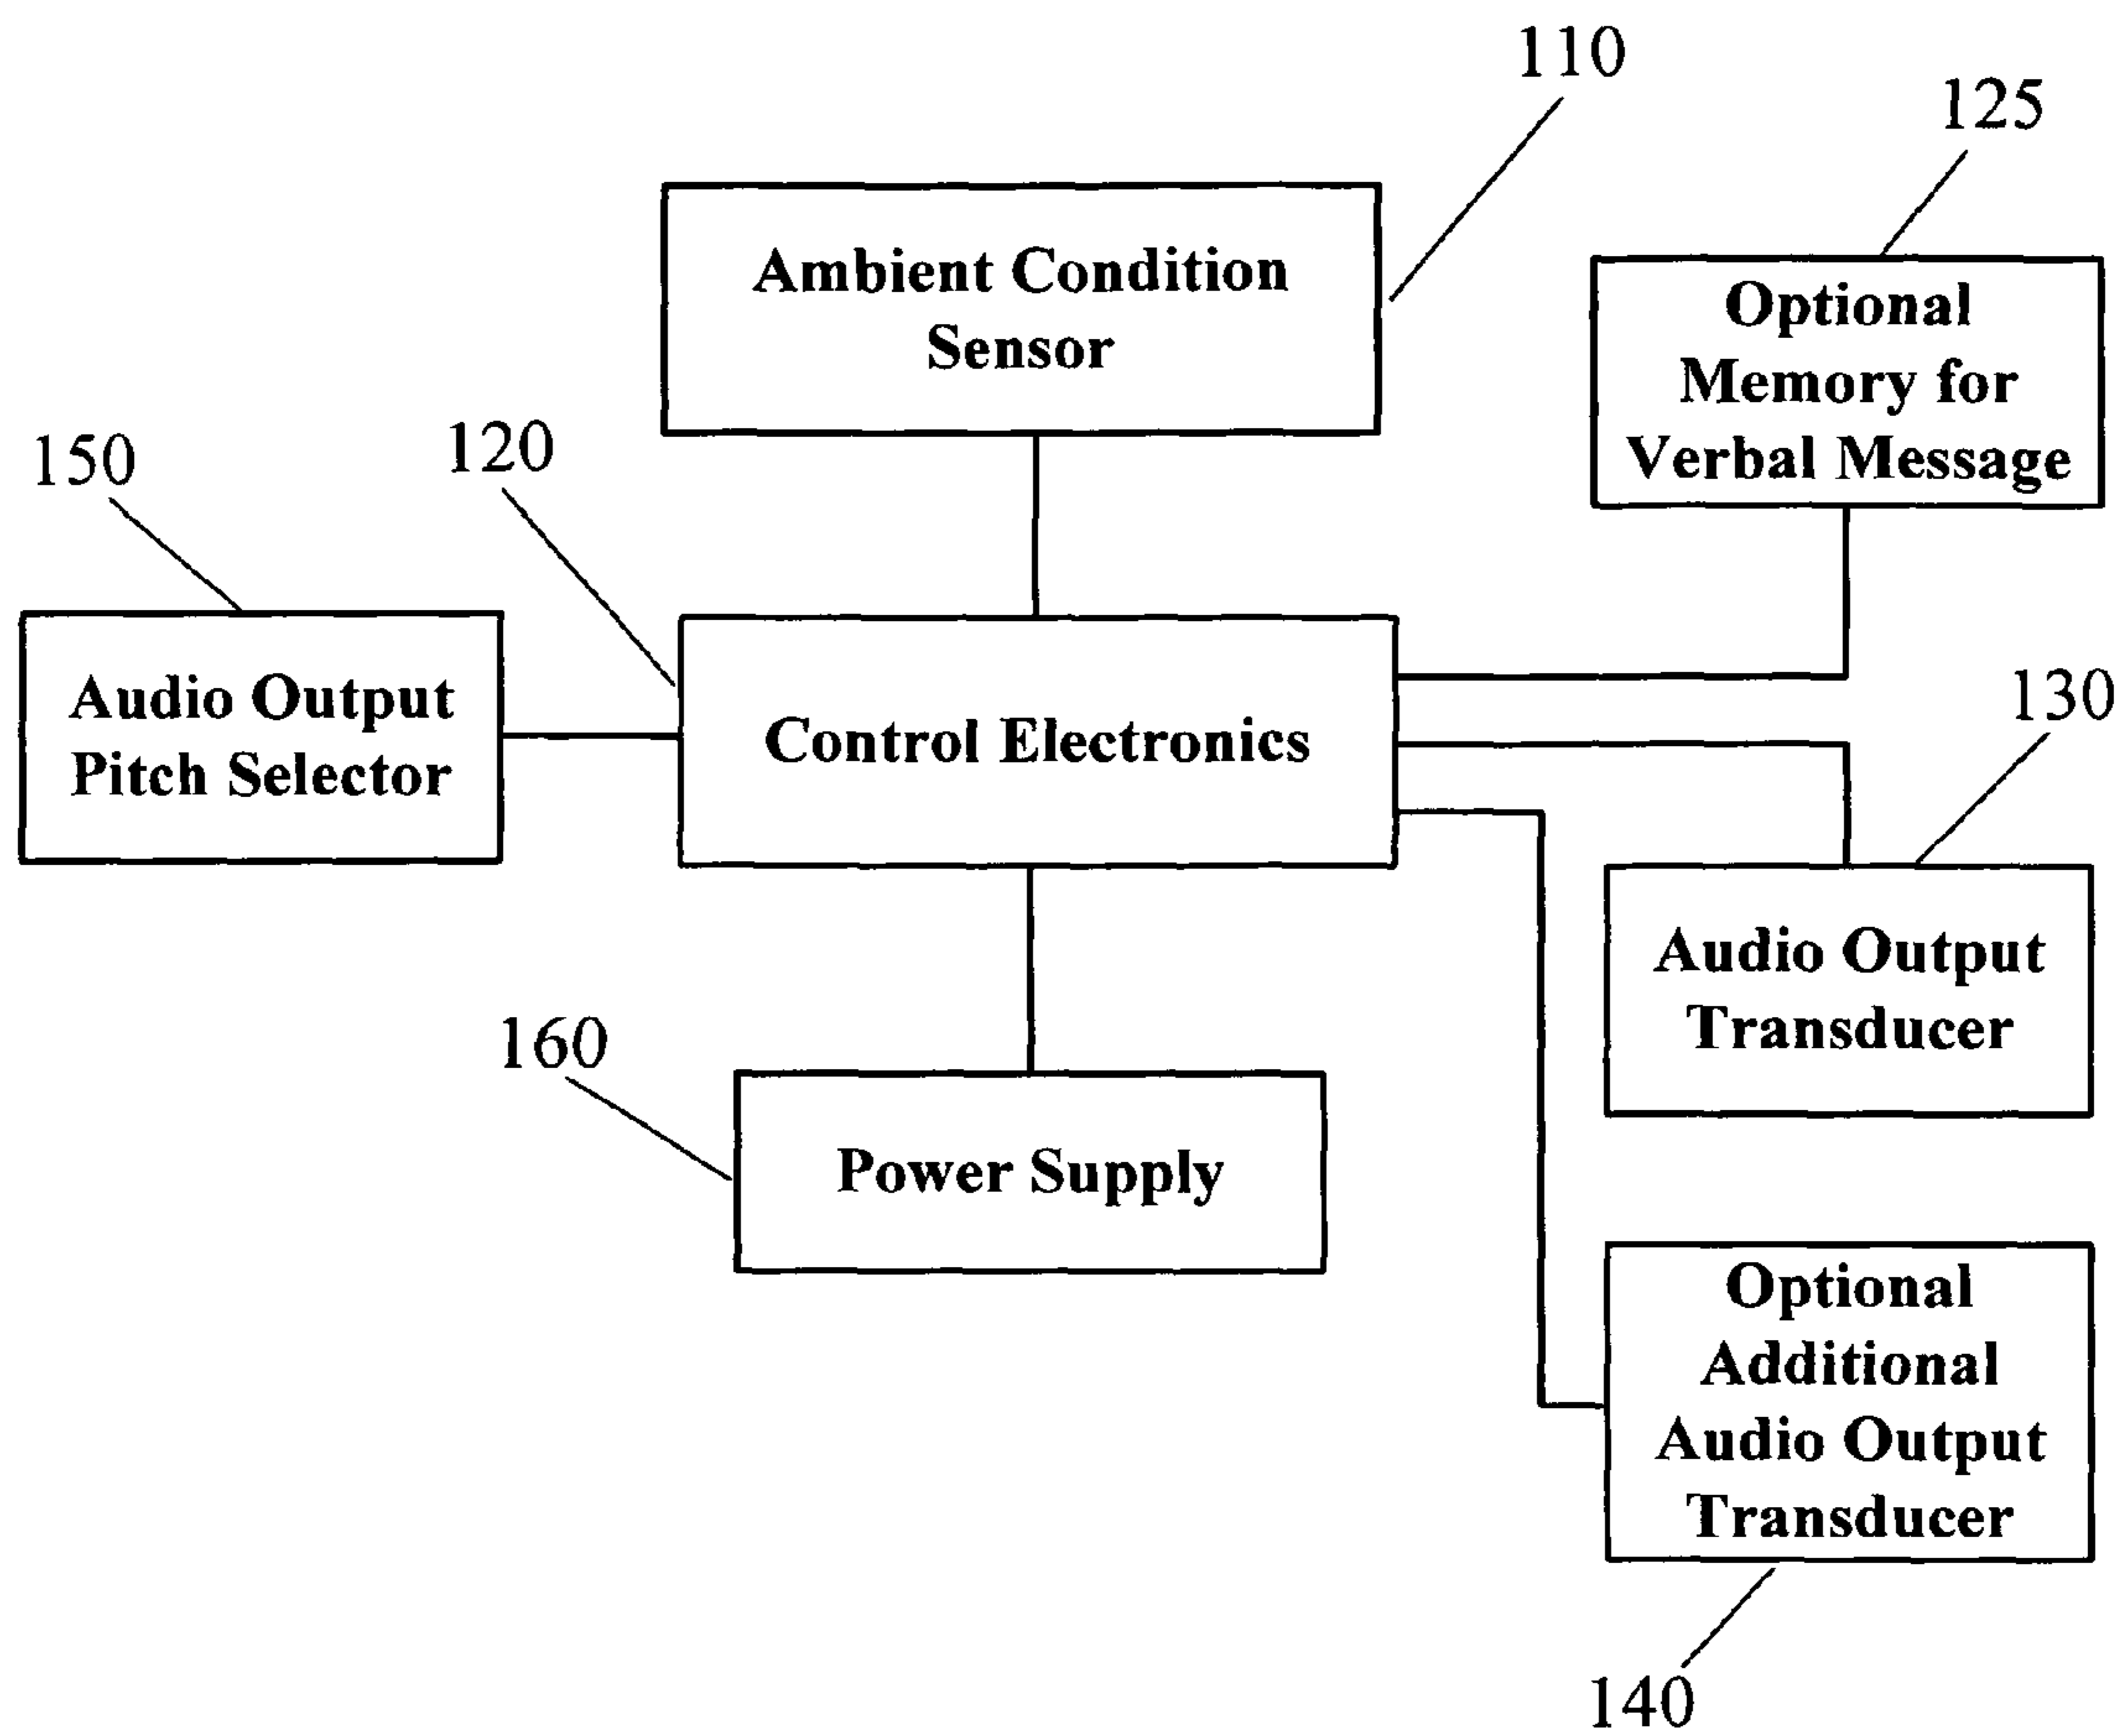 110
125
Ambient Condition
Sensor
Optional
Memory for
Verbal Message
150
120
Audio Output
Pitch Selector
Control Electronics
130
Audio Output
Transducer
160
Power Supply
Optional
Additional
Audio Output
Transducer
140